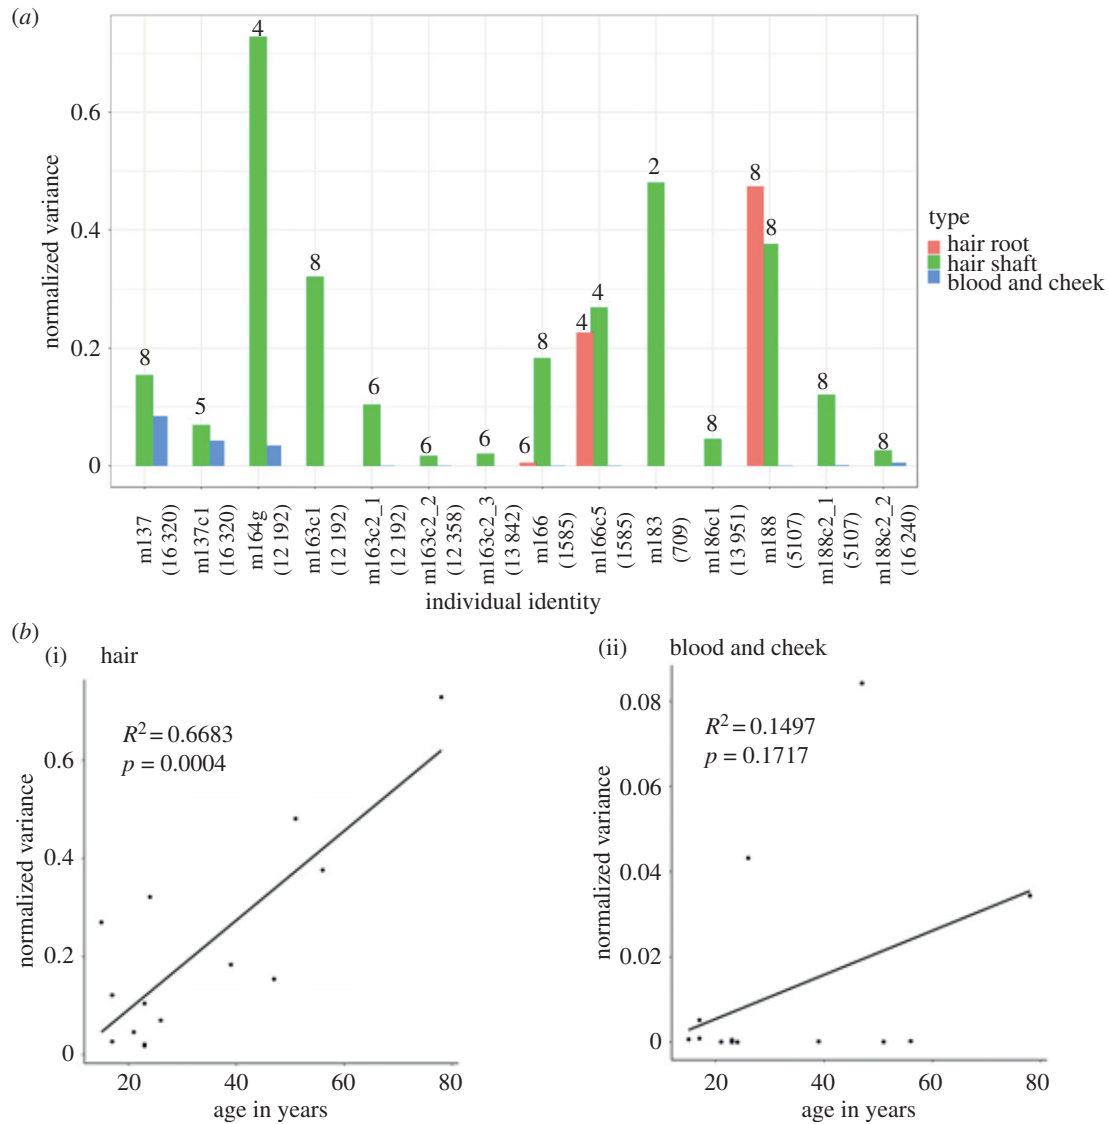 (a)
normalized variance
0.6
0.4
0.2
0
8
5
4
8
6
6
6
6
8
4
4
2
8
8
8
8
8
type
hair root
hair shaft
blood and cheek
m137
(16 320)
m137c1
(16 320)
m164g
(12 192)
m163c1
(12 192)
m163c2_1
(12 192)
m163c2_2
(12 358)
m163c2_3
(13 842)
m166
(1585)
m166c5
(1585)
m183
(709)
m186c1
(13 951)
m188
(5107)
m188c2_1
(5107)
m188c2_2
(16 240)
individual identity
(b)
(i) hair
R² = 0.6683
p = 0.0004
normalized variance
0.6
0.4
0.2
0
20 40 60 80
age in years
(ii) blood and cheek
R² = 0.1497
p = 0.1717
normalized variance
0.08
0.06
0.04
0.02
0
20 40 60 80
age in years